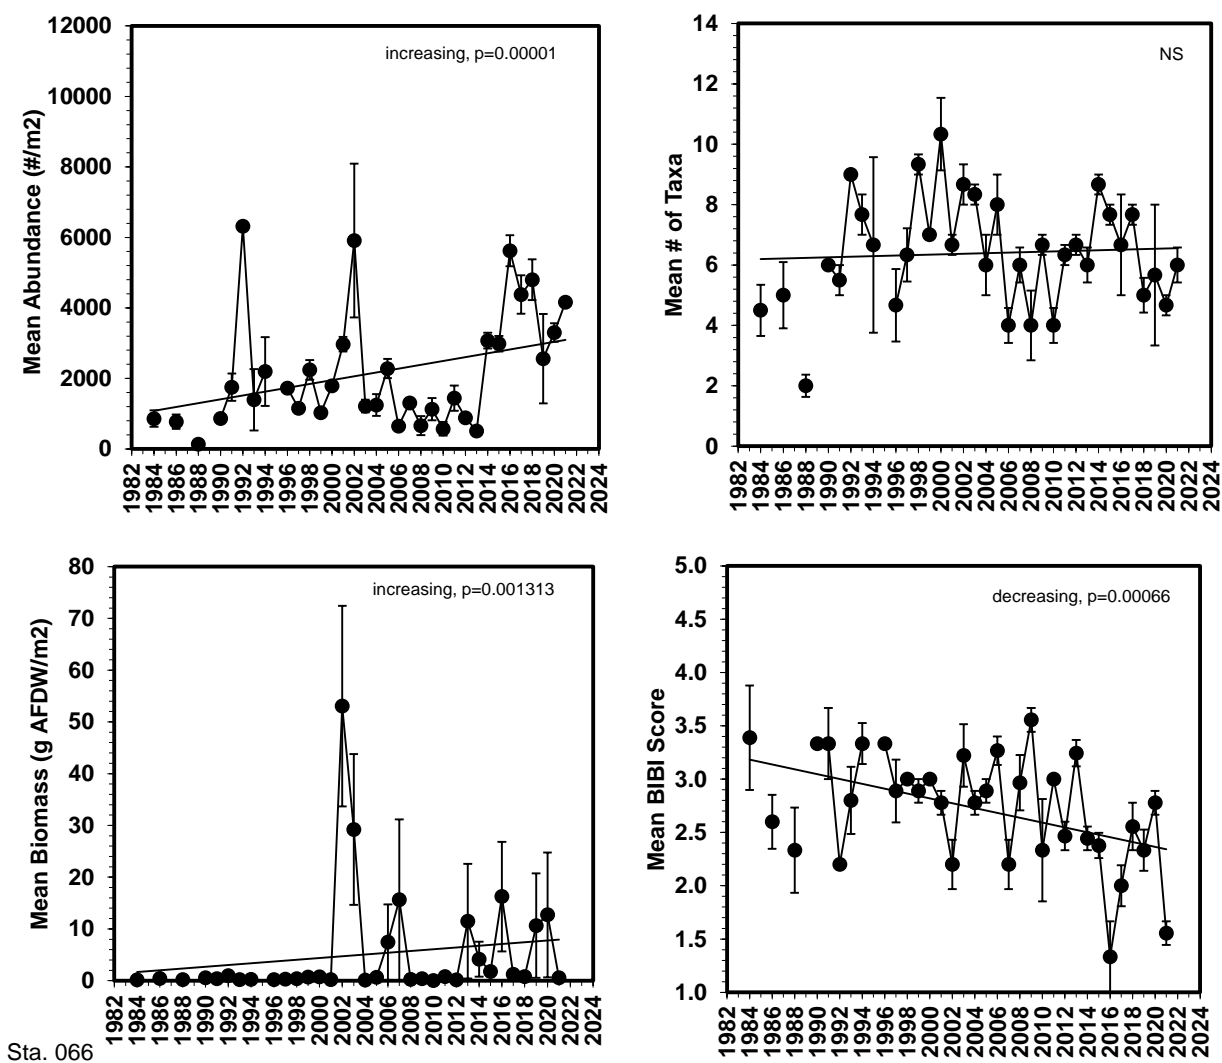 12000
10000
8000
6000
4000
2000
0
Mean Abundance (#/m2)
increasing, p=0.00001
1982 1984 1986 1988 1990 1992 1994 1996 1998 2000 2002 2004 2006 2008 2010 2012 2014 2016 2018 2020 2022 2024
14
12
10
8
6
4
2
0
Mean # of Taxa
NS
1982 1984 1986 1988 1990 1992 1994 1996 1998 2000 2002 2004 2006 2008 2010 2012 2014 2016 2018 2020 2022 2024
80
70
60
50
40
30
20
10
0
Mean Biomass (g AFDW/m2)
increasing, p=0.001313
1982 1984 1986 1988 1990 1992 1994 1996 1998 2000 2002 2004 2006 2008 2010 2012 2014 2016 2018 2020 2022 2024
5.0
4.5
4.0
3.5
3.0
2.5
2.0
1.5
1.0
Mean BIBI Score
decreasing, p=0.00066
1982 1984 1986 1988 1990 1992 1994 1996 1998 2000 2002 2004 2006 2008 2010 2012 2014 2016 2018 2020 2022 2024
Sta. 066